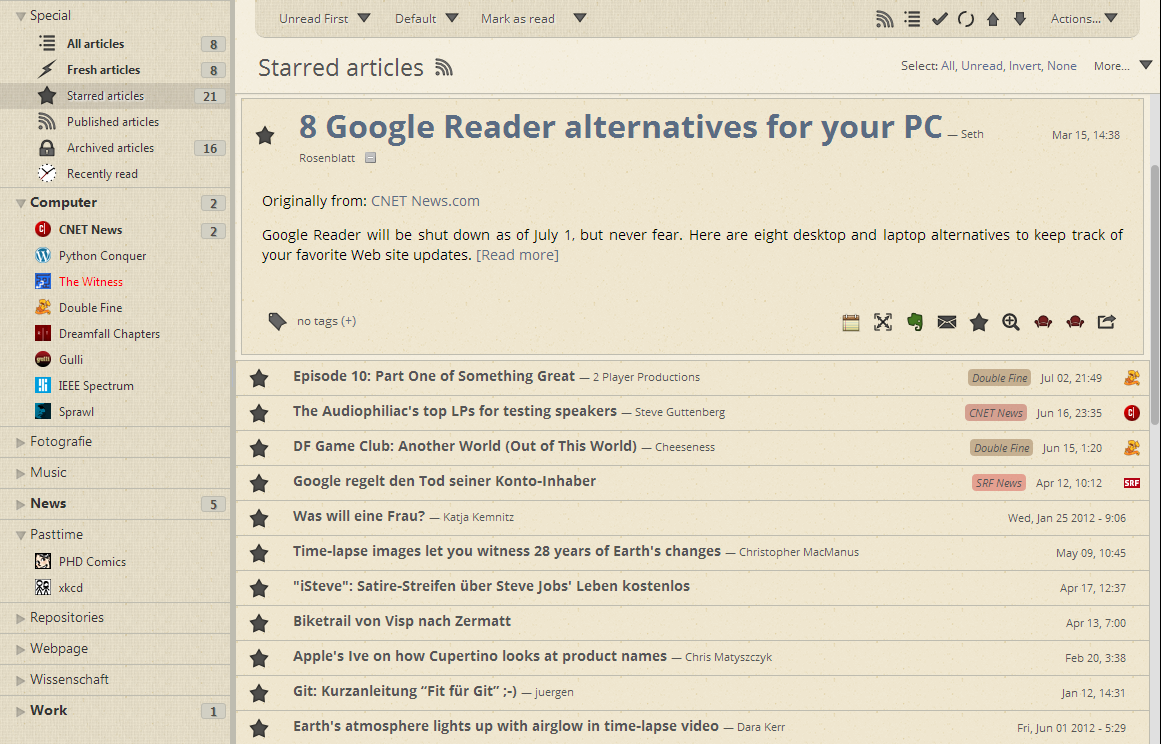 Special
All articles 8
Fresh articles 8
Starred articles 21
Published articles
Archived articles 16
Recently read
Computer 2
CNET News 2
Python Conquer
The Witness
Double Fine
Dreamfall Chapters
Gulli
IEEE Spectrum
Sprawl
Fotografie
Music
News 5
Pasttime
PHD Comics
xkcd
Repositories
Webpage
Wissenschaft
Work 1
Unread First Default Mark as read Actions...
Starred articles Select: All, Unread, Invert, None More...
8 Google Reader alternatives for your PC — Seth Mar 15, 14:38
Rosenblatt
Originally from: CNET News.com
Google Reader will be shut down as of July 1, but never fear. Here are eight desktop and laptop alternatives to keep track of
your favorite Web site updates. [Read more]
no tags (+)
Episode 10: Part One of Something Great — 2 Player Productions Double Fine Jul 02, 21:49
The Audiophiliac's top LPs for testing speakers — Steve Guttenberg CNET News Jun 16, 23:35
DF Game Club: Another World (Out of This World) — Cheeseness Double Fine Jun 15, 1:20
Google regelt den Tod seiner Konto-Inhaber SRF News Apr 12, 10:12 SRF
Was will eine Frau? — Katja Kemnitz Wed, Jan 25 2012 - 9:06
Time-lapse images let you witness 28 years of Earth's changes — Christopher MacManus May 09, 10:45
"iSteve": Satire-Streifen über Steve Jobs' Leben kostenlos Apr 17, 12:37
Biketrail von Visp nach Zermatt Apr 13, 7:00
Apple's Ive on how Cupertino looks at product names — Chris Matyszczyk Feb 20, 3:38
Git: Kurzanleitung “Fit für Git” ;-) — juergen Jan 12, 14:31
Earth's atmosphere lights up with airglow in time-lapse video — Dara Kerr Fri, Jun 01 2012 - 5:29